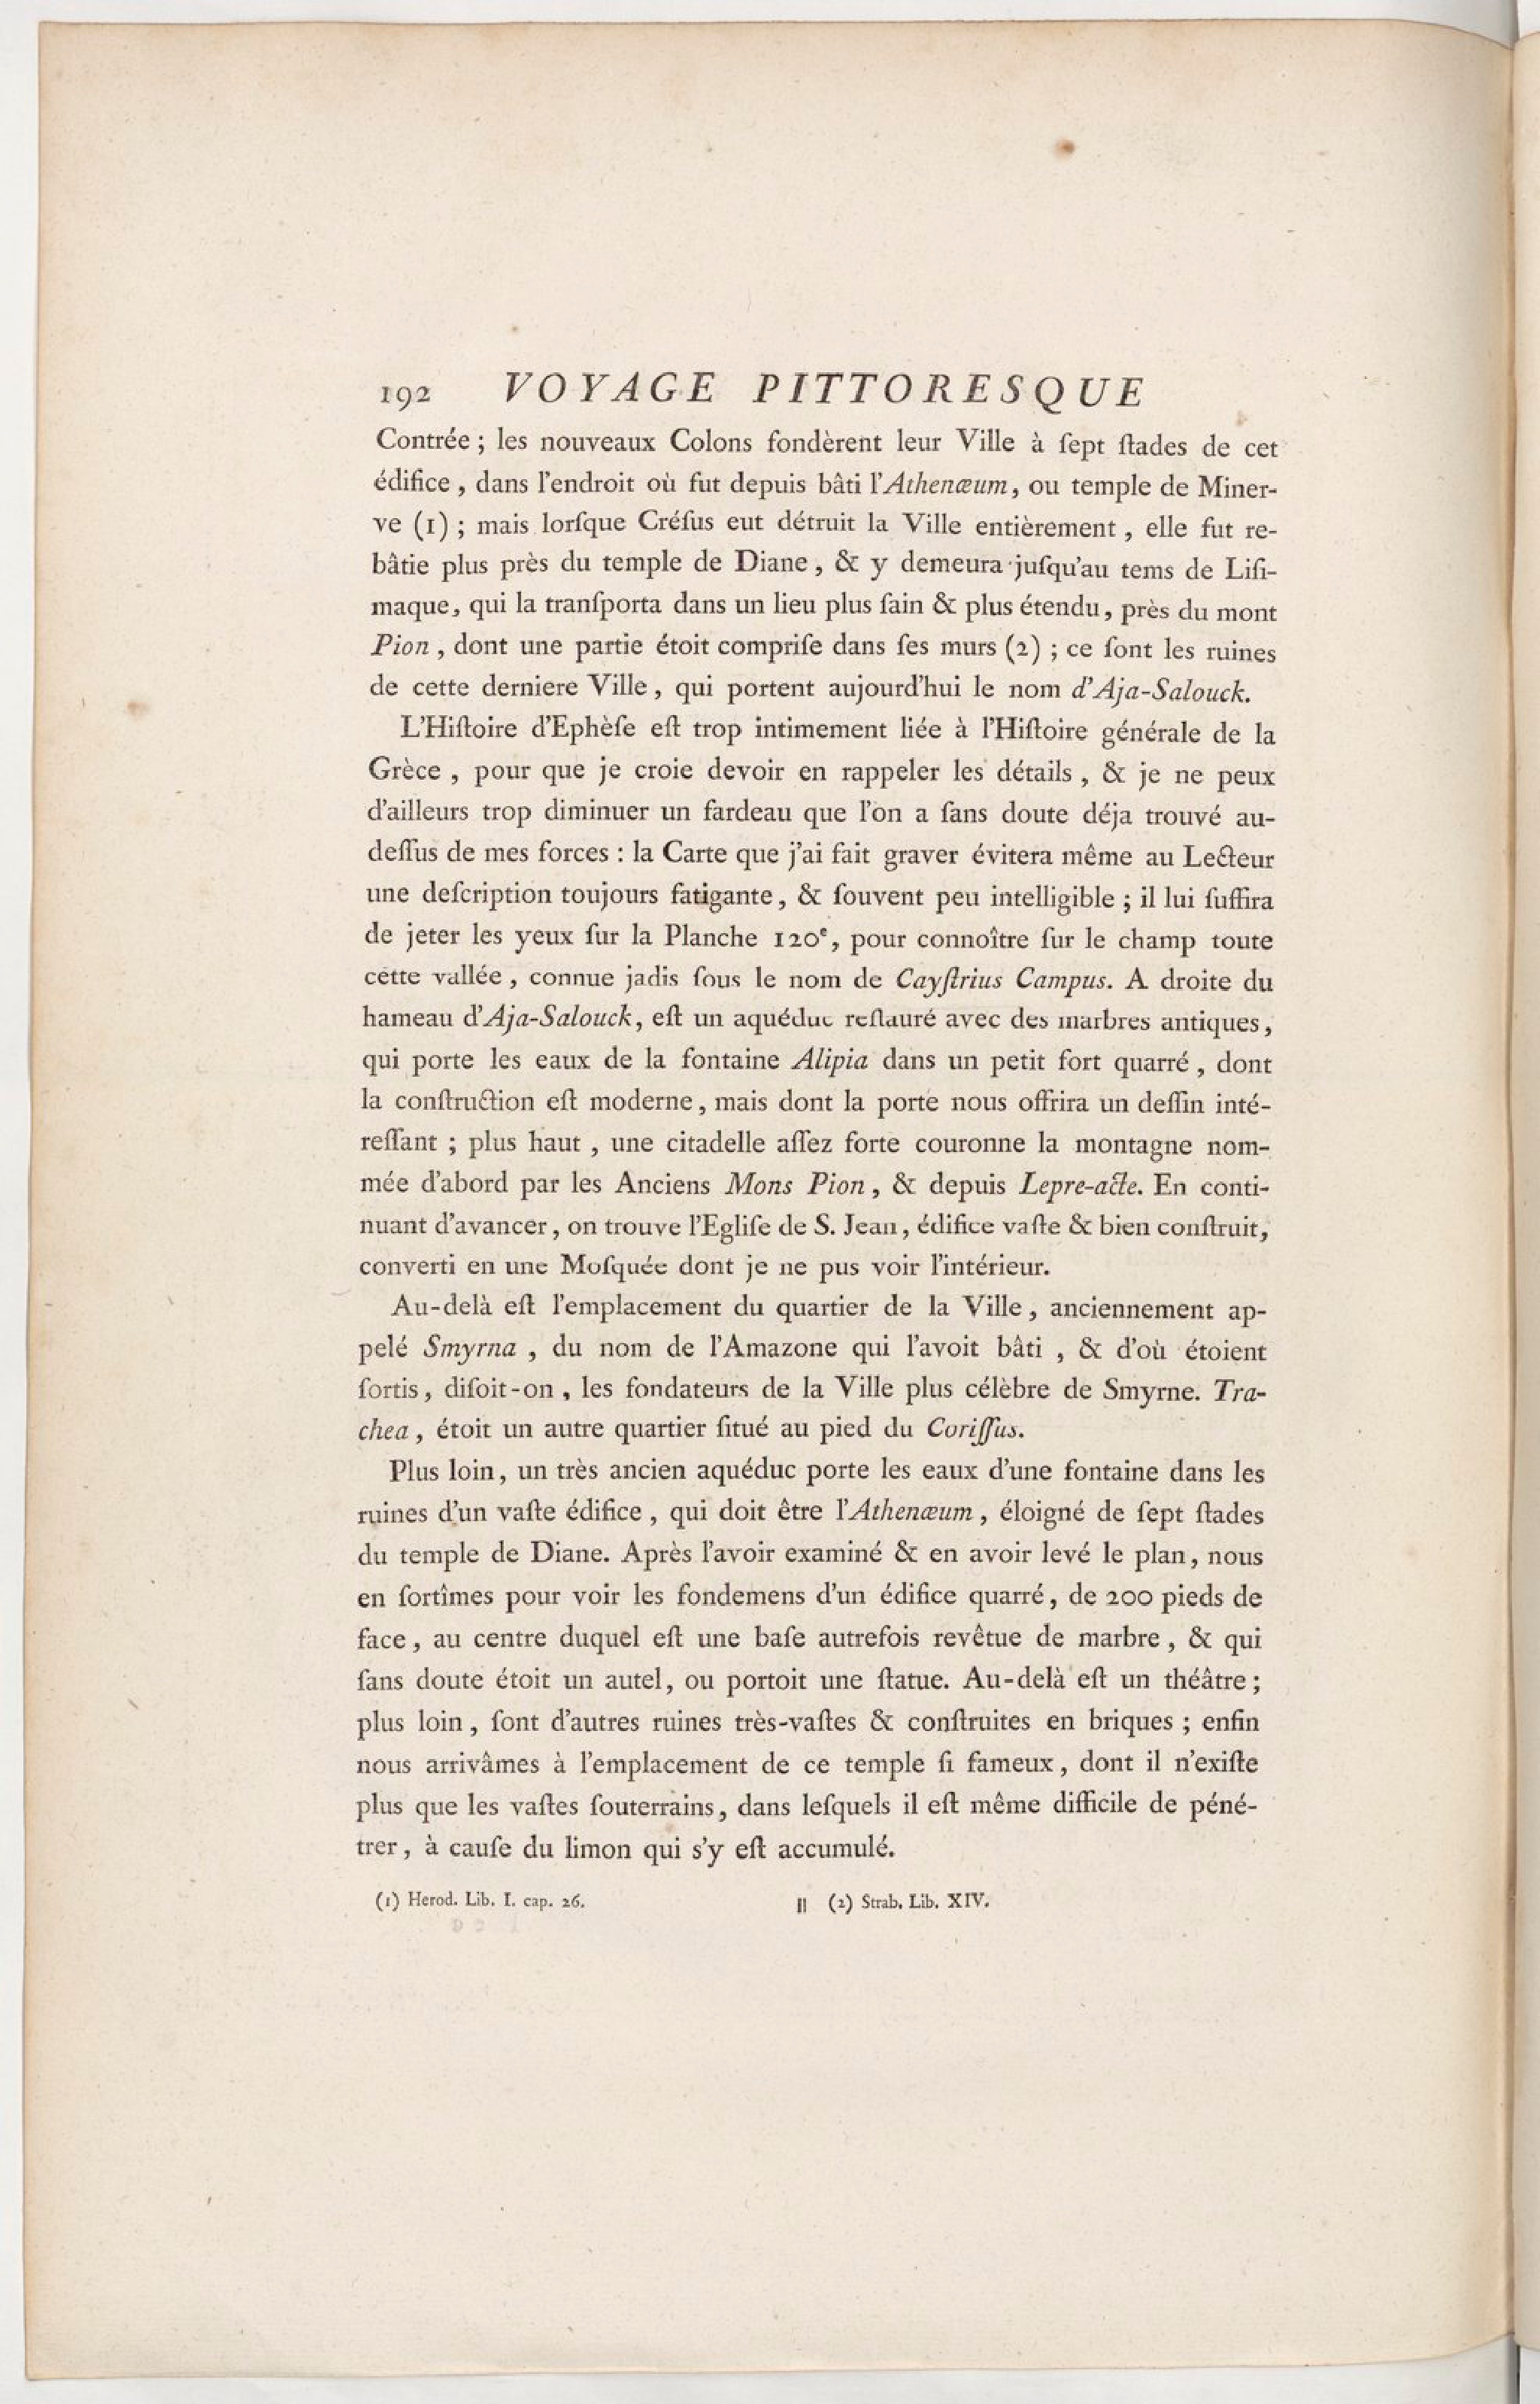 192 VOYAGE PITTORESQUE
Contrée ; les nouveaux Colons fondèrent leur Ville à ſept ſtades de cet
édifice , dans l'endroit où fut depuis bâti l'Athenæum, ou temple de Miner-
ve (1) ; mais lorſque Créſus eut détruit la Ville entièrement , elle fut re-
bâtie plus près du temple de Diane , & y demeura juſqu'au tems de Liſi-
maque, qui la tranſporta dans un lieu plus ſain & plus étendu, près du mont
Pion , dont une partie étoit compriſe dans ſes murs (2) ; ce ſont les ruines
de cette derniere Ville , qui portent aujourd'hui le nom d'Aja-Salouck.
L'Hiſtoire d'Ephèſe eſt trop intimement liée à l'Hiſtoire générale de la
Grèce , pour que je croie devoir en rappeler les détails , & je ne peux
d'ailleurs trop diminuer un fardeau que l'on a ſans doute déja trouvé au-
deſſus de mes forces : la Carte que j'ai fait graver évitera même au Lecteur
une deſcription toujours fatigante, & ſouvent peu intelligible ; il lui ſuffira
de jeter les yeux ſur la Planche 120e, pour connoître ſur le champ toute
cette vallée , connue jadis ſous le nom de Cayſtrius Campus. A droite du
hameau d'Aja-Salouck, eſt un aquéduc reſtauré avec des marbres antiques,
qui porte les eaux de la fontaine Alipia dans un petit fort quarré , dont
la conſtruction eſt moderne, mais dont la porte nous offrira un deſſin inté-
reſſant ; plus haut , une citadelle aſſez forte couronne la montagne nom-
mée d'abord par les Anciens Mons Pion , & depuis Lepre-acte. En conti-
nuant d'avancer, on trouve l'Egliſe de S. Jean, édifice vaſte & bien conſtruit,
converti en une Moſquée dont je ne pus voir l'intérieur.
Au-delà eſt l'emplacement du quartier de la Ville , anciennement ap-
pelé Smyrna , du nom de l'Amazone qui l'avoit bâti , & d'où étoient
ſortis, diſoit-on , les fondateurs de la Ville plus célèbre de Smyrne. Tra-
chea , étoit un autre quartier ſitué au pied du Coriſſus.
Plus loin, un très ancien aquéduc porte les eaux d'une fontaine dans les
ruines d'un vaſte édifice , qui doit être l'Athenæum , éloigné de ſept ſtades
du temple de Diane. Après l'avoir examiné & en avoir levé le plan, nous
en ſortîmes pour voir les fondemens d'un édifice quarré, de 200 pieds de
face , au centre duquel eſt une baſe autrefois revêtue de marbre , & qui
ſans doute étoit un autel, ou portoit une ſtatue. Au-delà eſt un théâtre ;
plus loin , ſont d'autres ruines très-vaſtes & conſtruites en briques ; enfin
nous arrivâmes à l'emplacement de ce temple ſi fameux, dont il n'exiſte
plus que les vaſtes ſouterrains, dans leſquels il eſt même difficile de péné-
trer, à cauſe du limon qui s'y eſt accumulé.
(1) Herod. Lib. I. cap. 26. || (2) Strab. Lib. XIV.